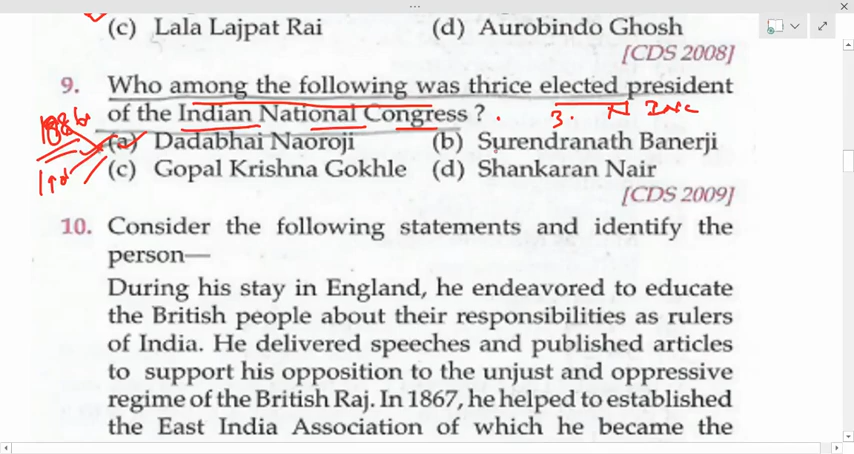 (c) Lala Lajpat Rai (d) Aurobindo Ghosh
[CDS 2008]
9. Who among the following was thrice elected president
of the Indian National Congress ?
3. INC
1886
(a) Dadabhai Naoroji (b) Surendranath Banerji
(c) Gopal Krishna Gokhle (d) Shankaran Nair
[CDS 2009]
10. Consider the following statements and identify the
person—
During his stay in England, he endeavored to educate
the British people about their responsibilities as rulers
of India. He delivered speeches and published articles
to support his opposition to the unjust and oppressive
regime of the British Raj. In 1867, he helped to established
the East India Association of which he became the